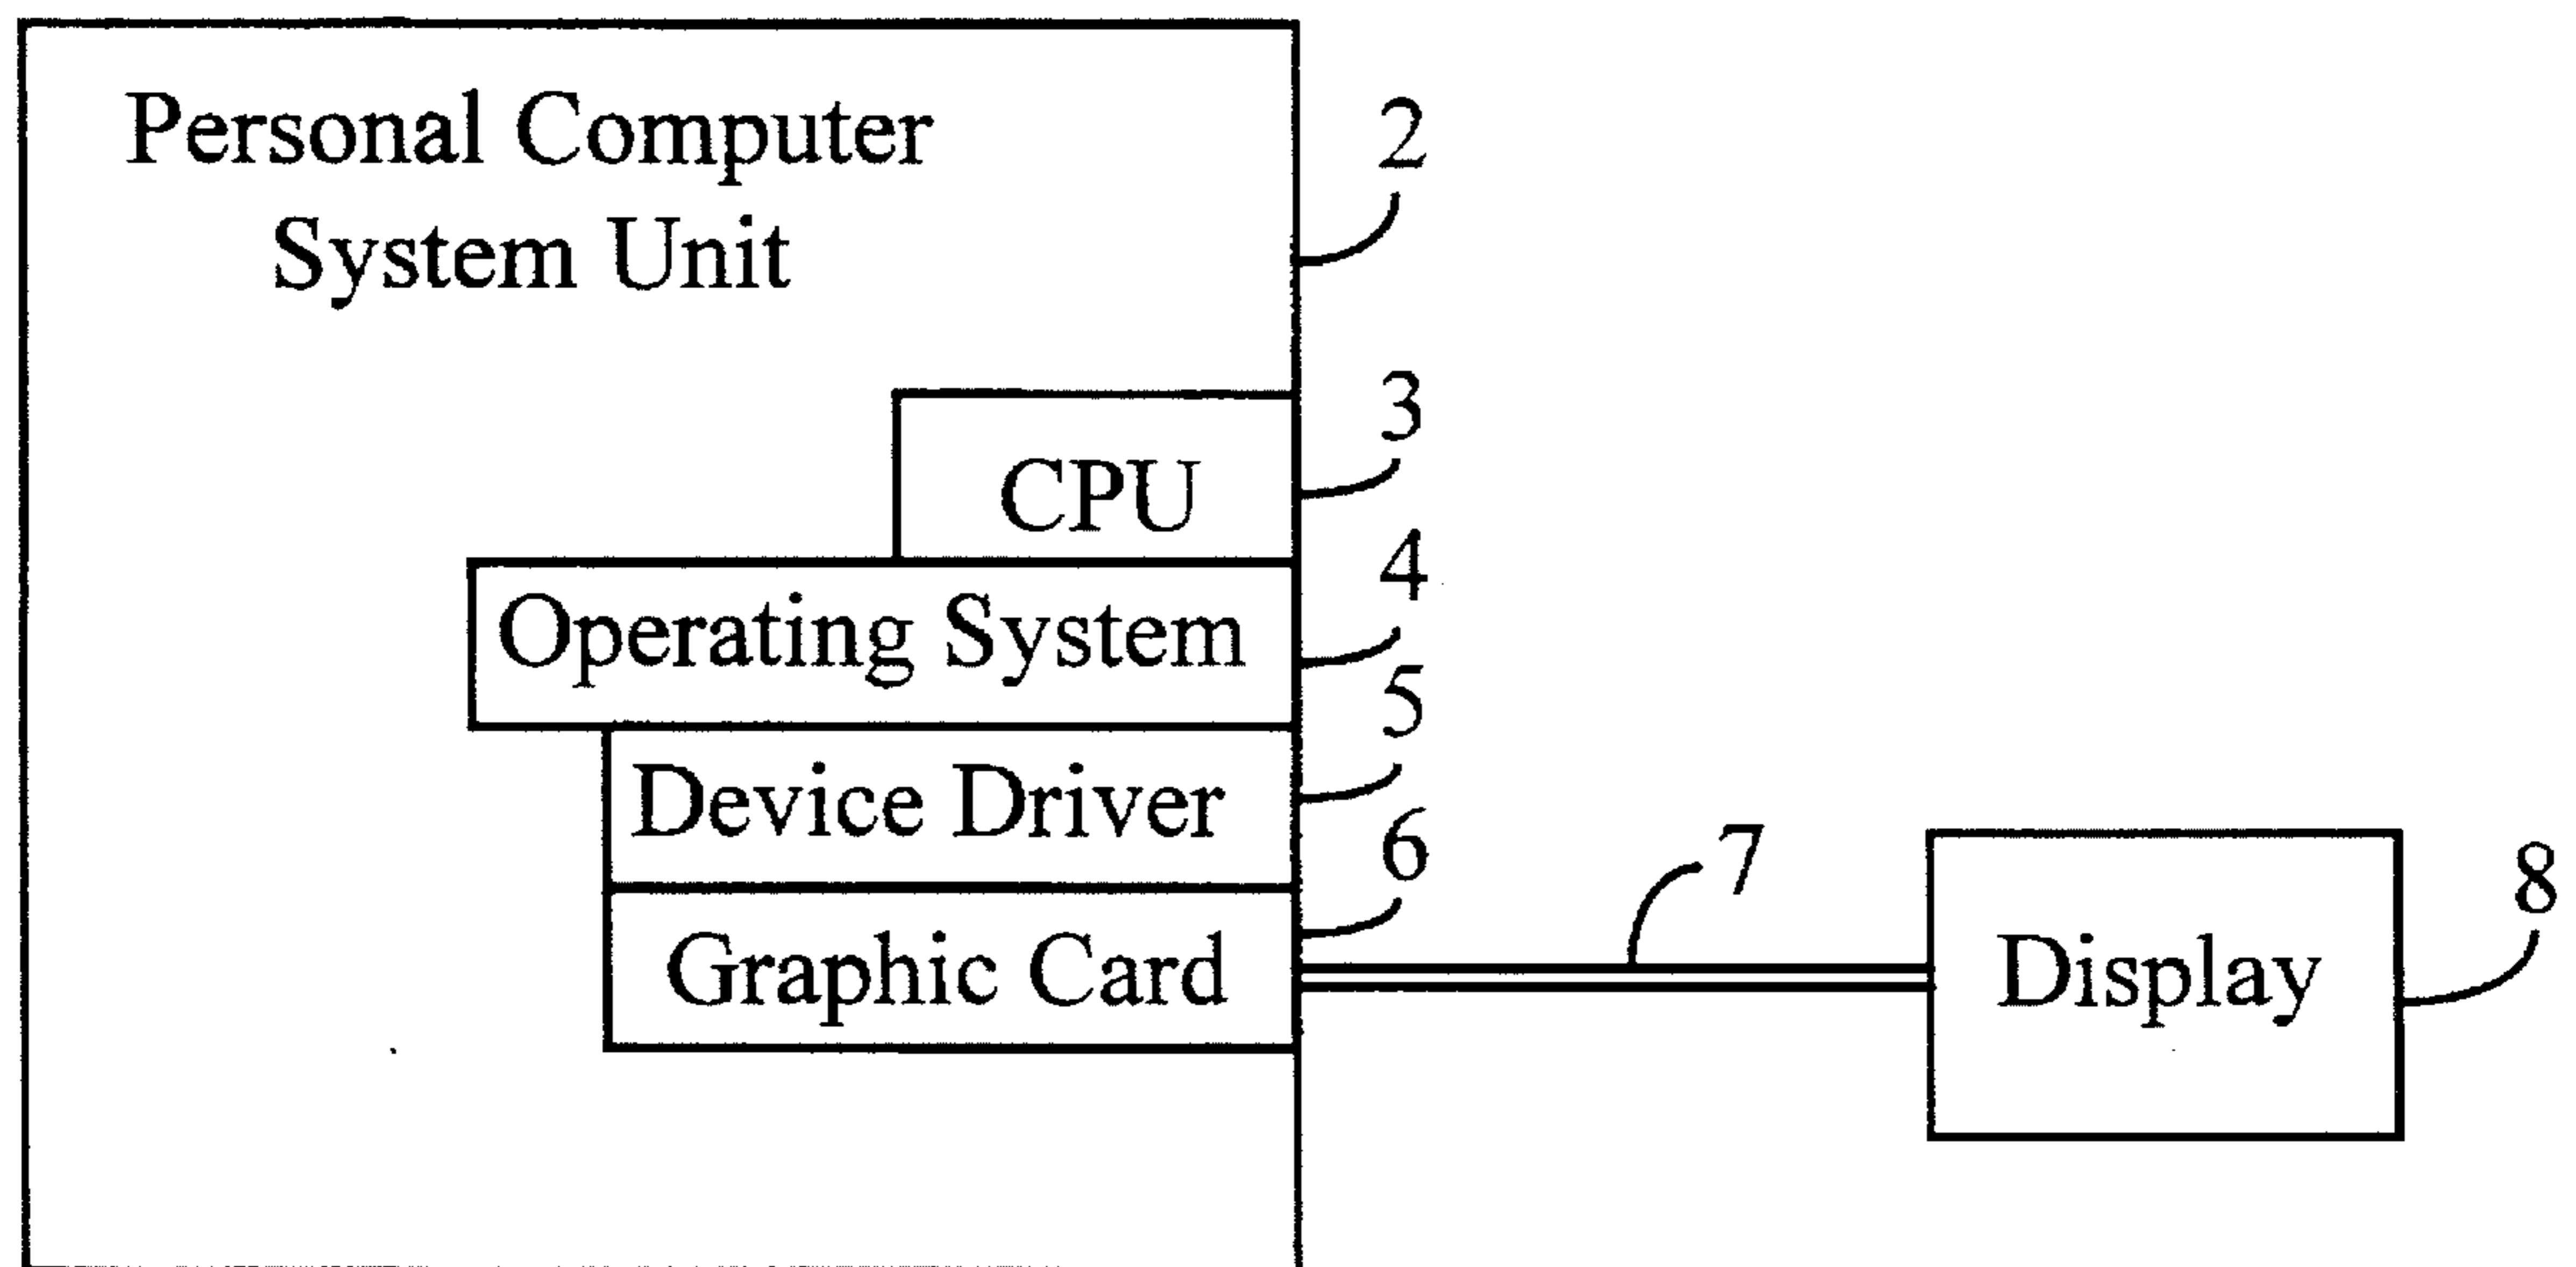 Personal Computer
System Unit
2
3
CPU
4
Operating System
5
Device Driver
6
Graphic Card
7
Display
8